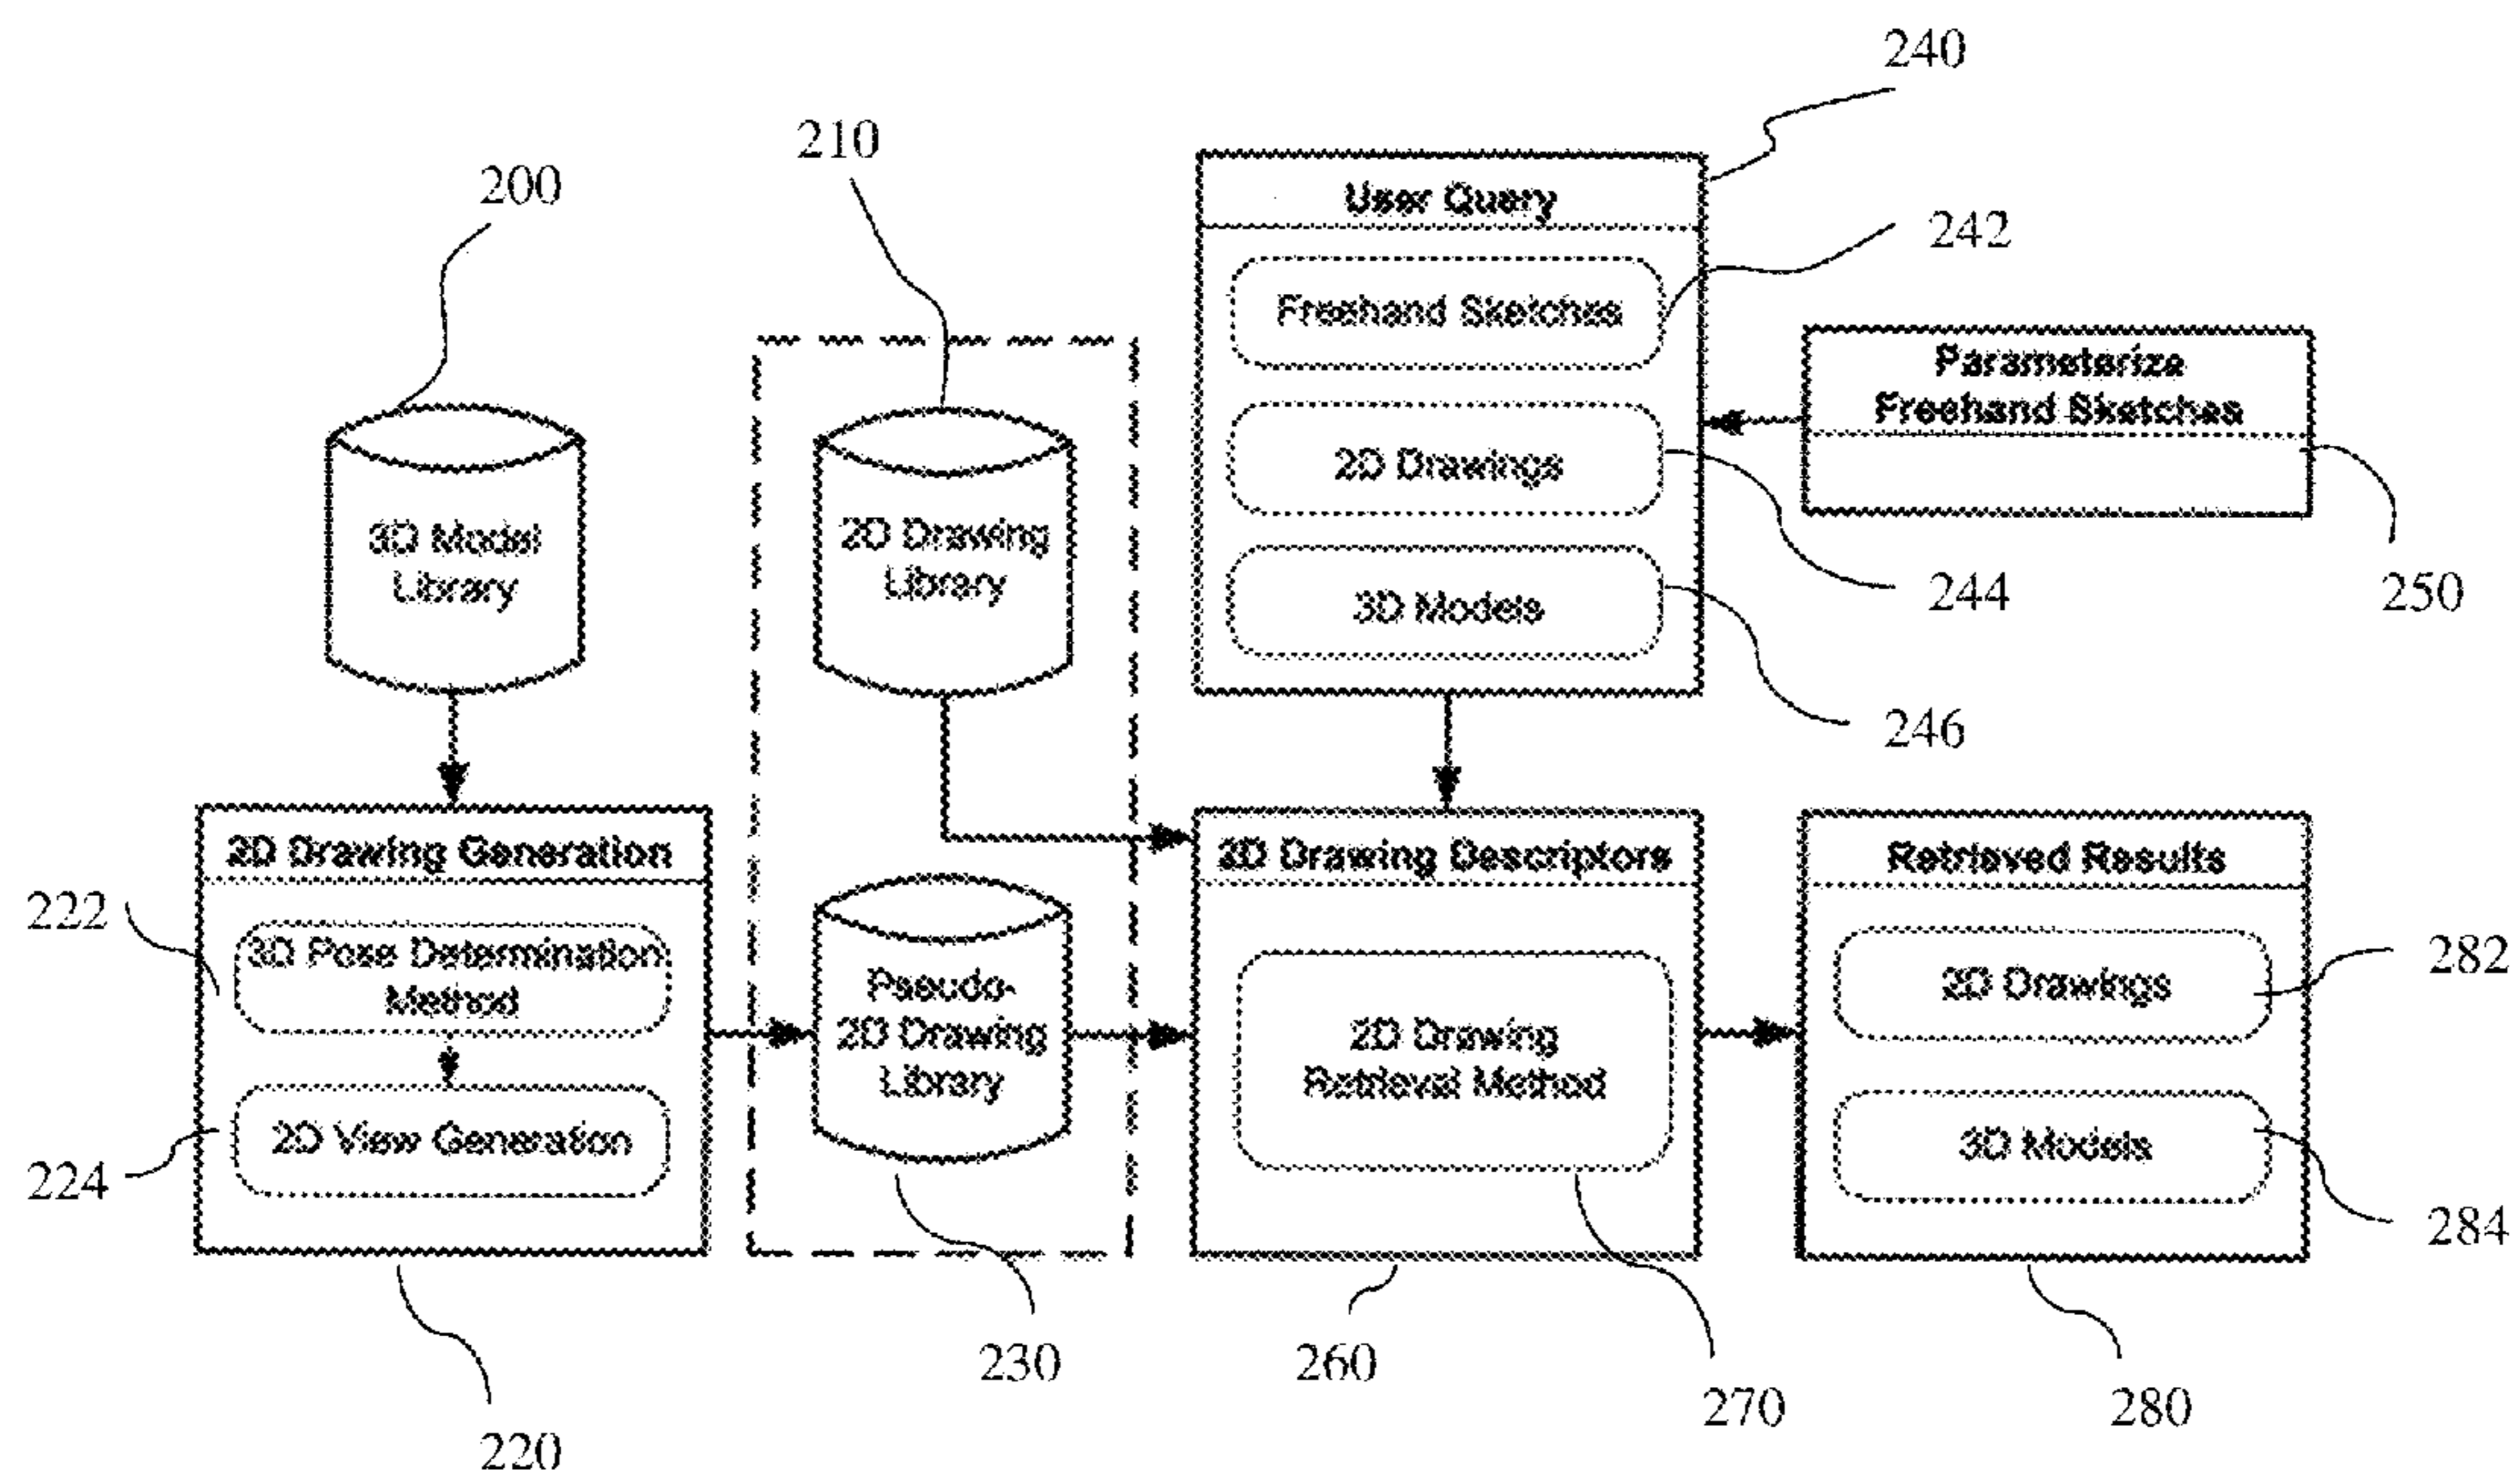 240
210
200
User Query
242
Freehand Sketches
Parameterize
Freehand Sketches
2D Drawings
3D Model
Library
2D Drawing
Library
244
250
3D Models
246
2D Drawing Generation
2D Drawing Descriptors
Retrieved Results
222
3D Pose Determination
Method
Pseudo-
2D Drawing
Library
2D Drawing
Retrieval Method
2D Drawings
282
224
2D View Generation
3D Models
284
230
260
270
280
220